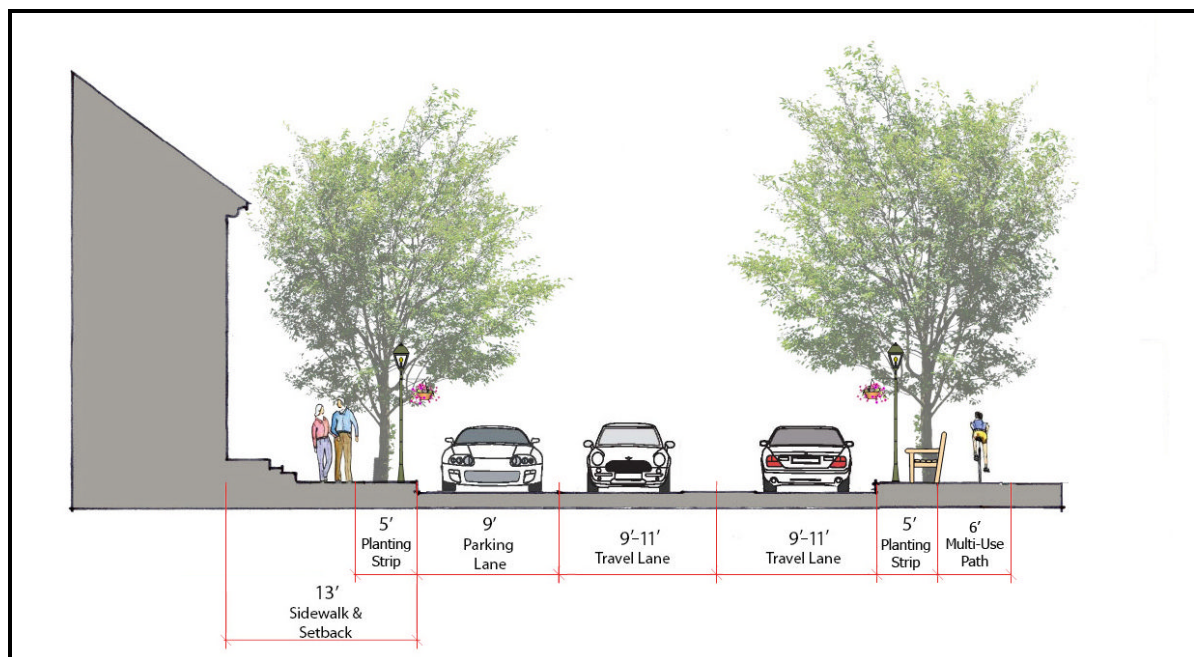 5'
Planting
Strip
9'
Parking
Lane
9'-11'
Travel Lane
9'-11'
Travel Lane
5'
Planting
Strip
6'
Multi-Use
Path
13'
Sidewalk &
Setback